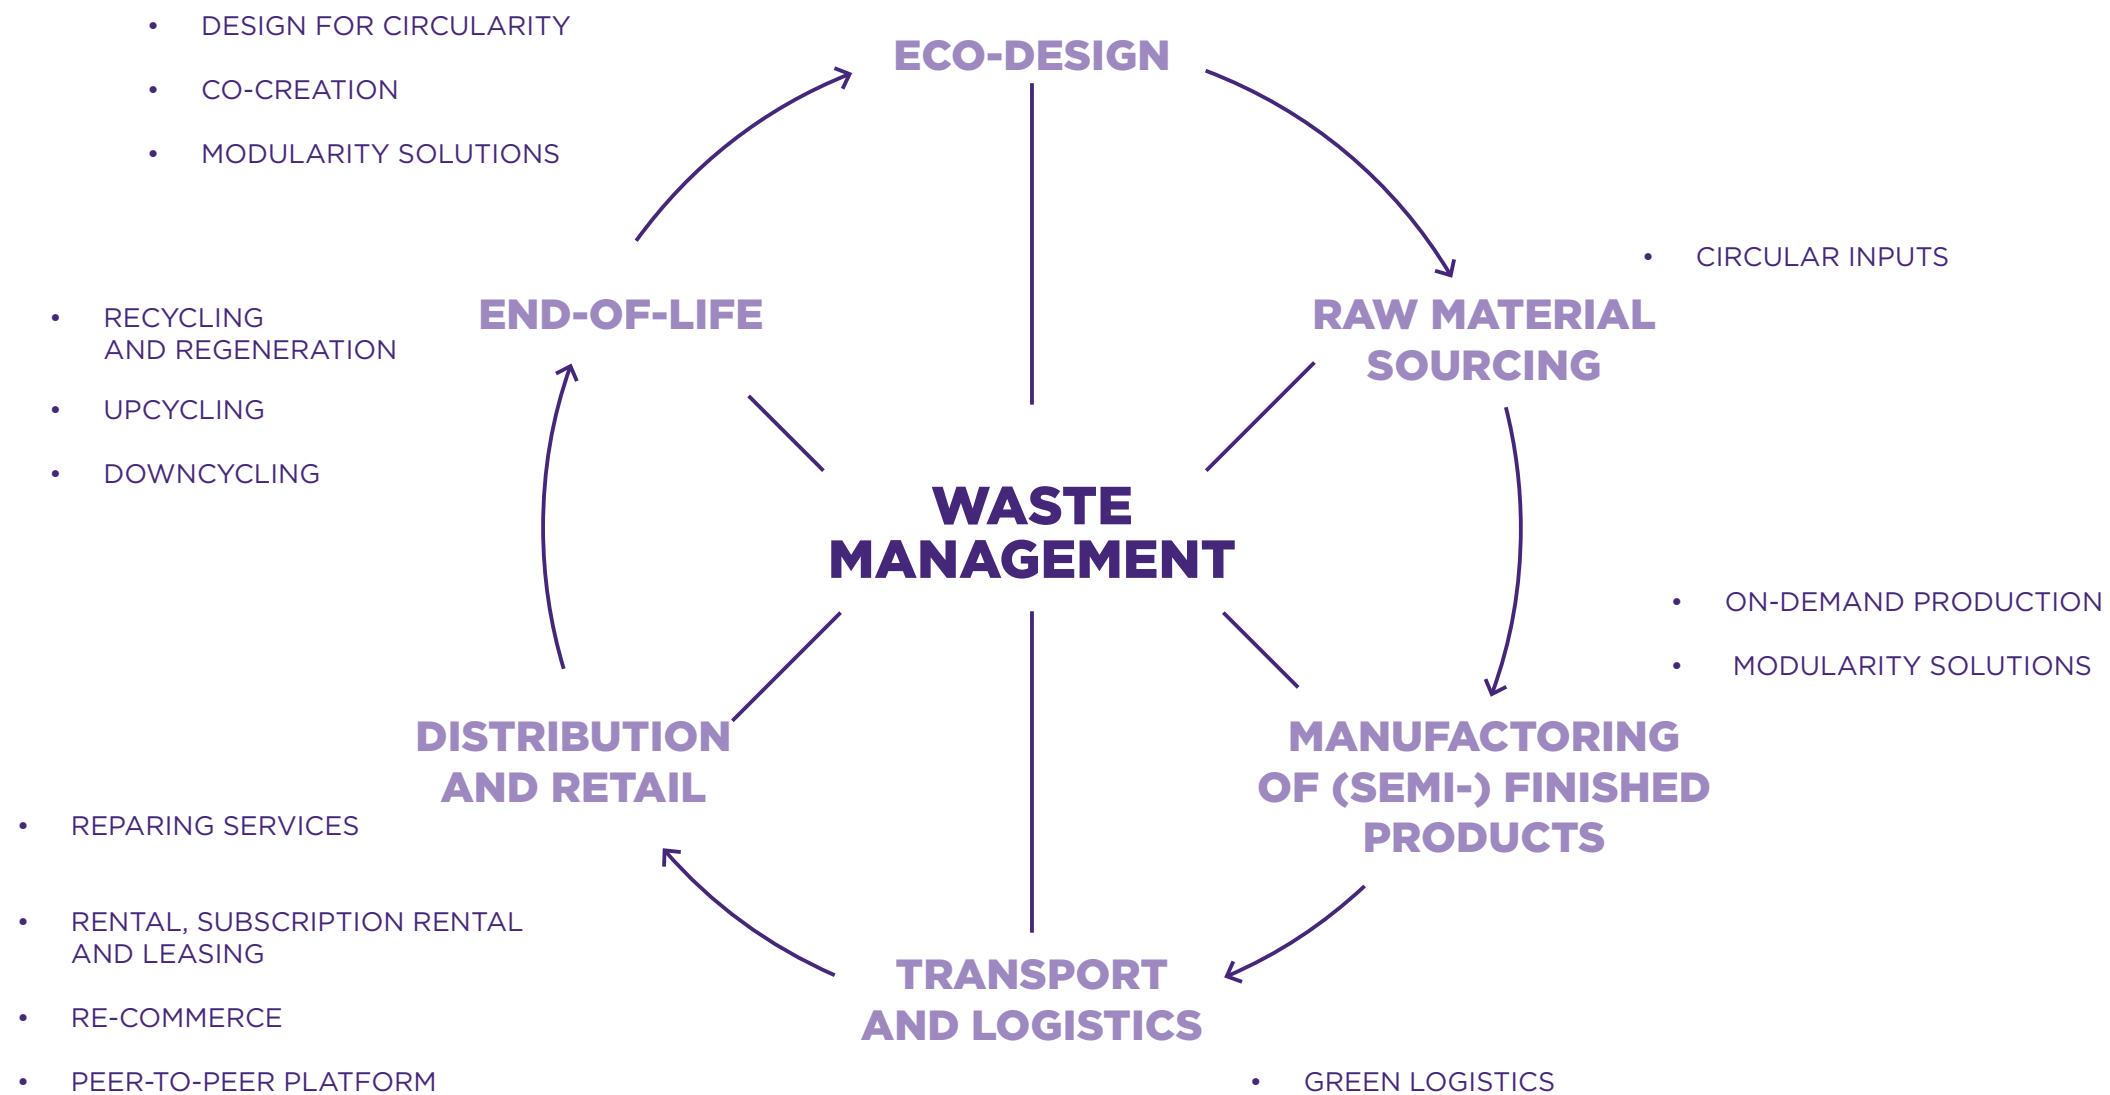 • DESIGN FOR CIRCULARITY
• CO-CREATION
• MODULARITY SOLUTIONS
ECO-DESIGN
• CIRCULAR INPUTS
RAW MATERIAL
SOURCING
• ON-DEMAND PRODUCTION
• MODULARITY SOLUTIONS
MANUFACTORING
OF (SEMI-) FINISHED
PRODUCTS
TRANSPORT
AND LOGISTICS
• GREEN LOGISTICS
DISTRIBUTION
AND RETAIL
• REPARING SERVICES
• RENTAL, SUBSCRIPTION RENTAL
AND LEASING
• RE-COMMERCE
• PEER-TO-PEER PLATFORM
END-OF-LIFE
• RECYCLING
AND REGENERATION
• UPCYCLING
• DOWNCYCLING
WASTE
MANAGEMENT